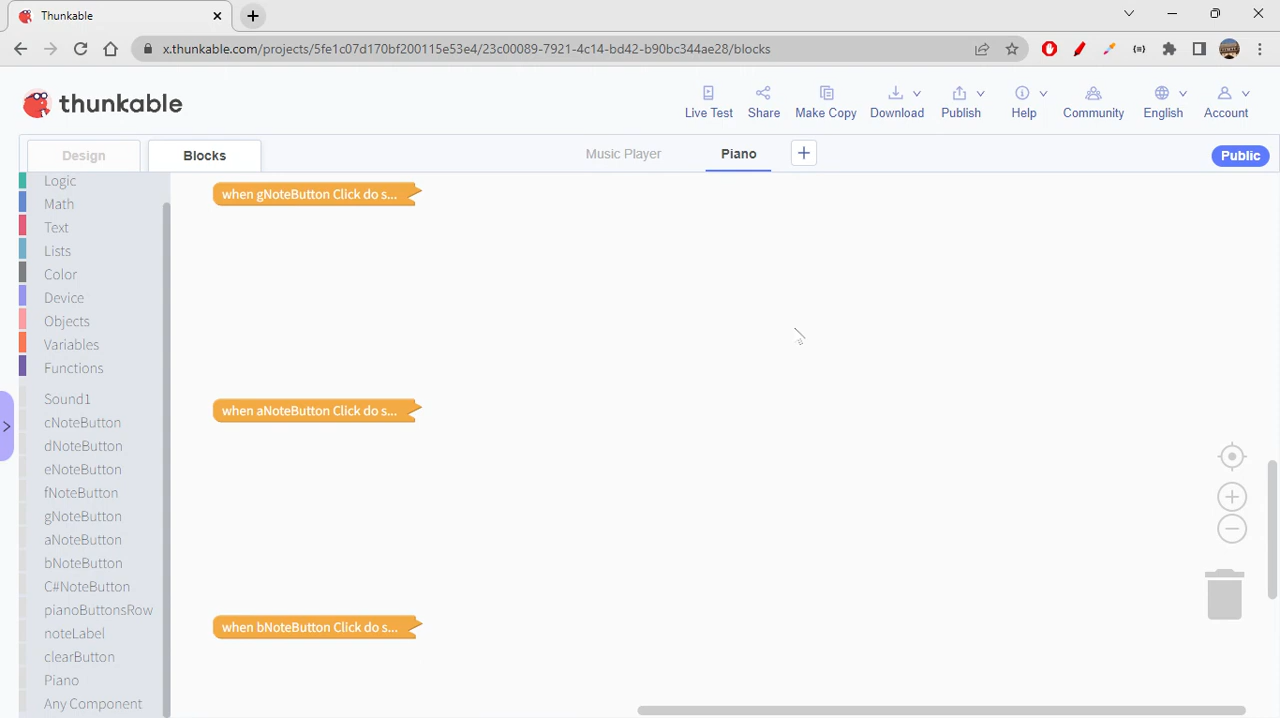 Thunkable
x.thunkable.com/projects/5fe1c07d170bf200115e53e4/23c00089-7921-4c14-bd42-b90bc344ae28/blocks
thunkable
Live Test
Share
Make Copy
Download
Publish
Help
Community
English
Account
Design
Blocks
Music Player
Piano
Public
Logic
Math
Text
Lists
Color
Device
Objects
Variables
Functions
Sound1
cNoteButton
dNoteButton
eNoteButton
fNoteButton
gNoteButton
aNoteButton
bNoteButton
C#NoteButton
pianoButtonsRow
noteLabel
clearButton
Piano
Any Component
when gNoteButton Click do s...
when aNoteButton Click do s...
when bNoteButton Click do s...